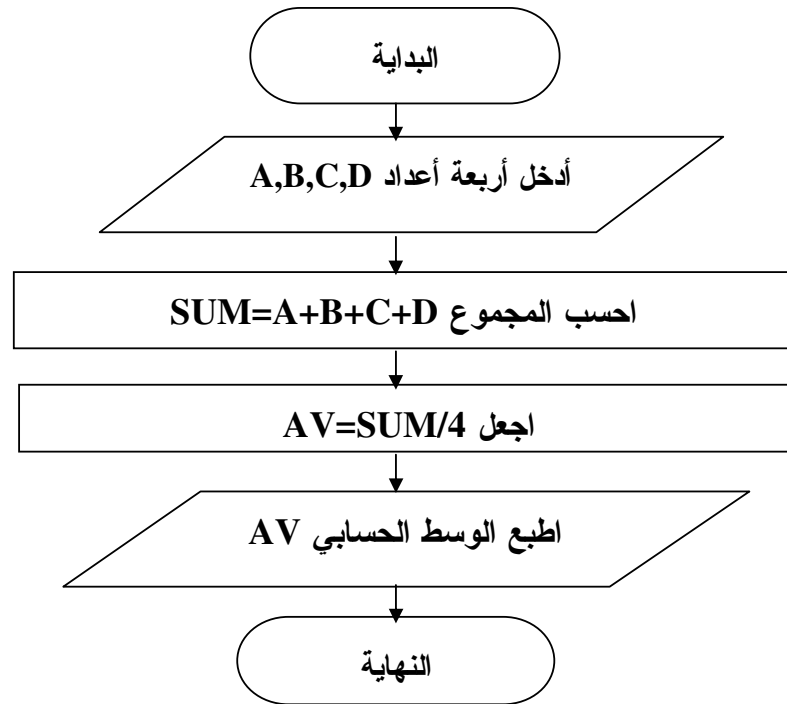 البداية
أدخل أربعة أعداد A,B,C,D
احسب المجموع SUM=A+B+C+D
اجعل AV=SUM/4
اطبع الوسط الحسابي AV
النهاية